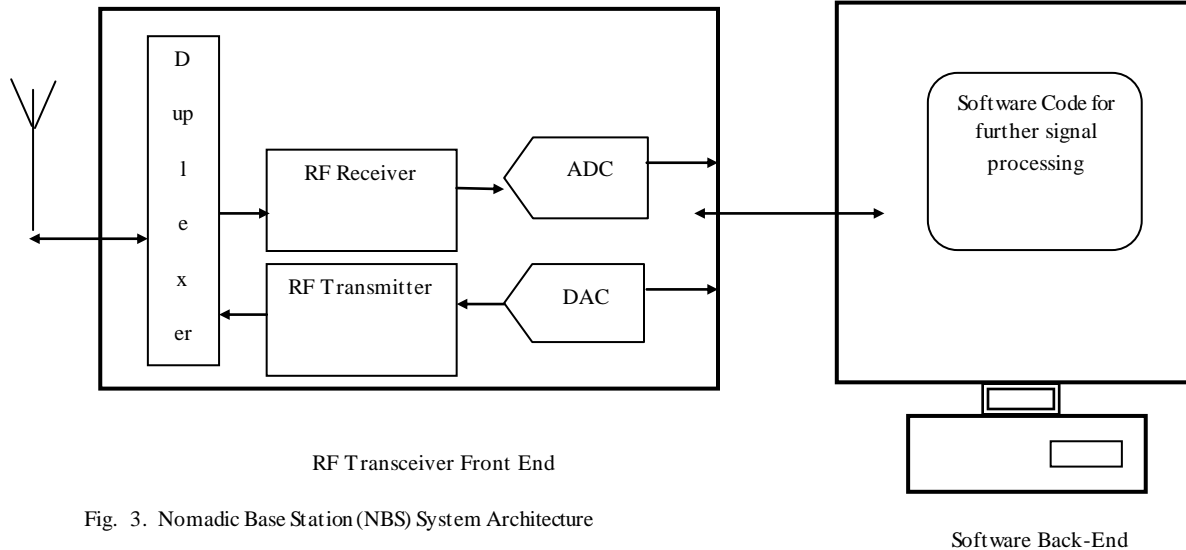 D
up
l
e
x
er
RF Receiver
ADC
RF Transmitter
DAC
Software Code for
further signal
processing
RF Transceiver Front End
Fig. 3. Nomadic Base Station (NBS) System Architecture
Software Back-End